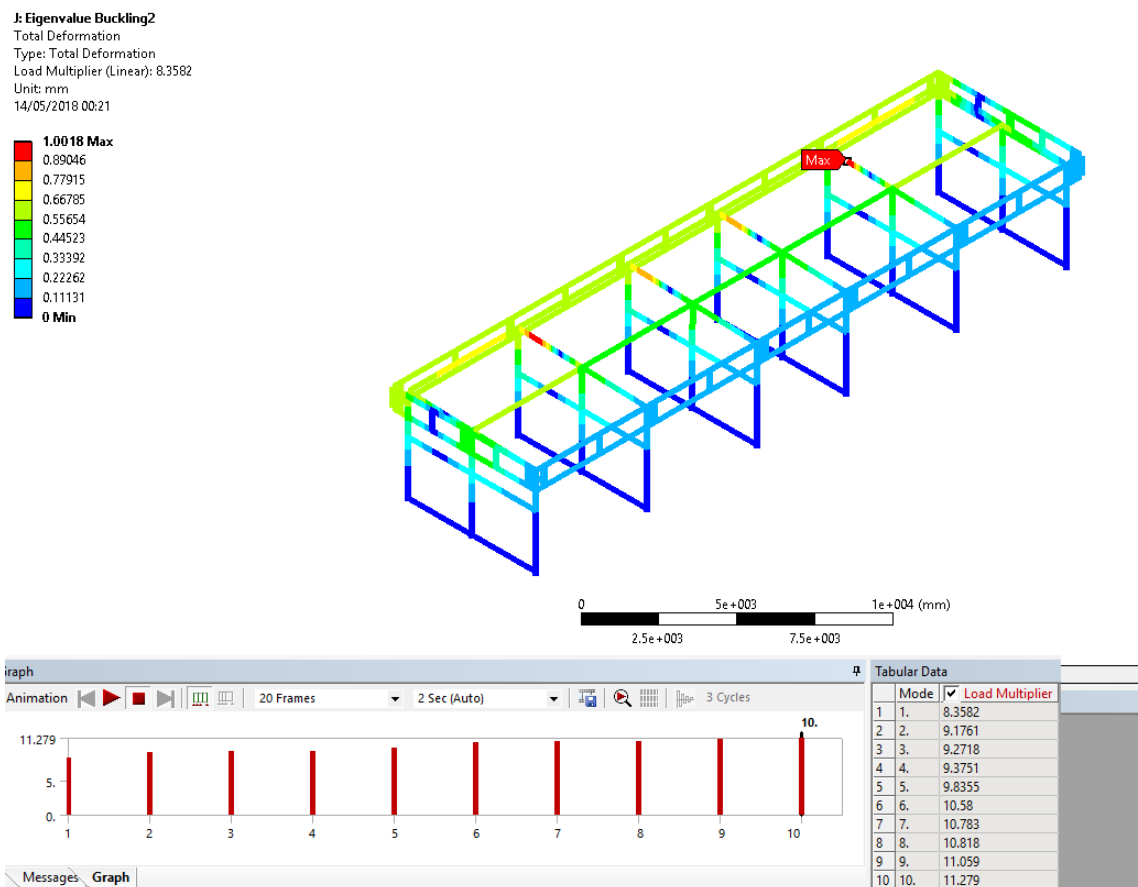 J: Eigenvalue Buckling2
Total Deformation
Type: Total Deformation
Load Multiplier (Linear): 8.3582
Unit: mm
14/05/2018 00:21
1.0018 Max
0.89046
0.77915
0.66785
0.55654
0.44523
0.33392
0.22262
0.11131
0 Min
Max
0 5e+003 1e+004 (mm)
2.5e+003 7.5e+003
Graph
Animation 20 Frames 2 Sec (Auto) 3 Cycles
10.
11.279
5.
0.
1 2 3 4 5 6 7 8 9 10
Messages Graph
Tabular Data
Mode Load Multiplier
1 1. 8.3582
2 2. 9.1761
3 3. 9.2718
4 4. 9.3751
5 5. 9.8355
6 6. 10.58
7 7. 10.783
8 8. 10.818
9 9. 11.059
10 10. 11.279